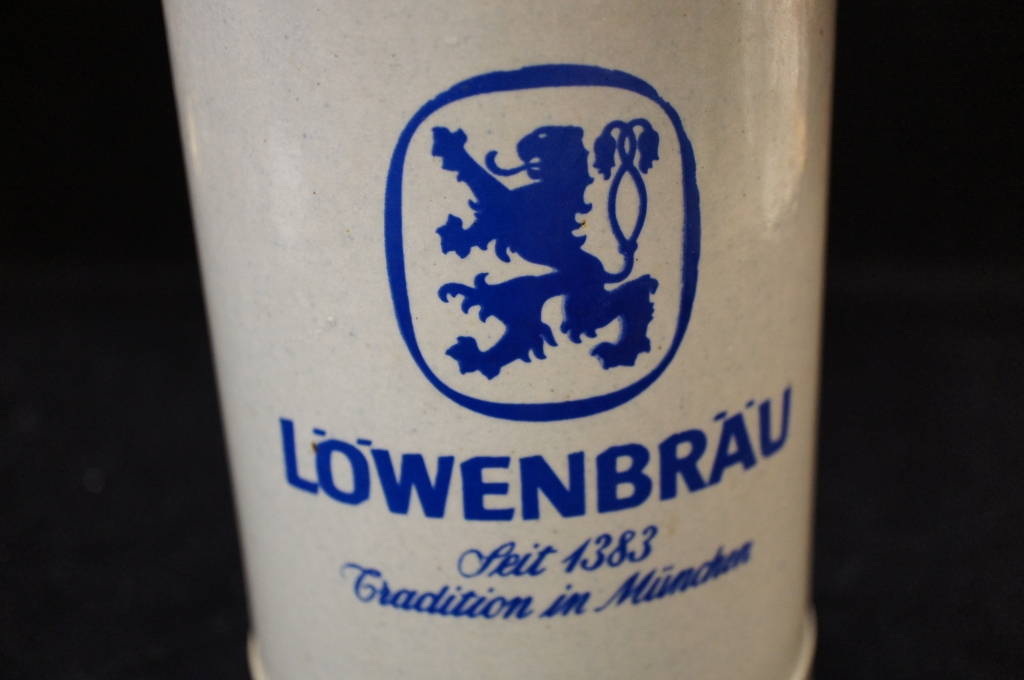 LÖWENBRÄU
Seit 1383
Tradition in München